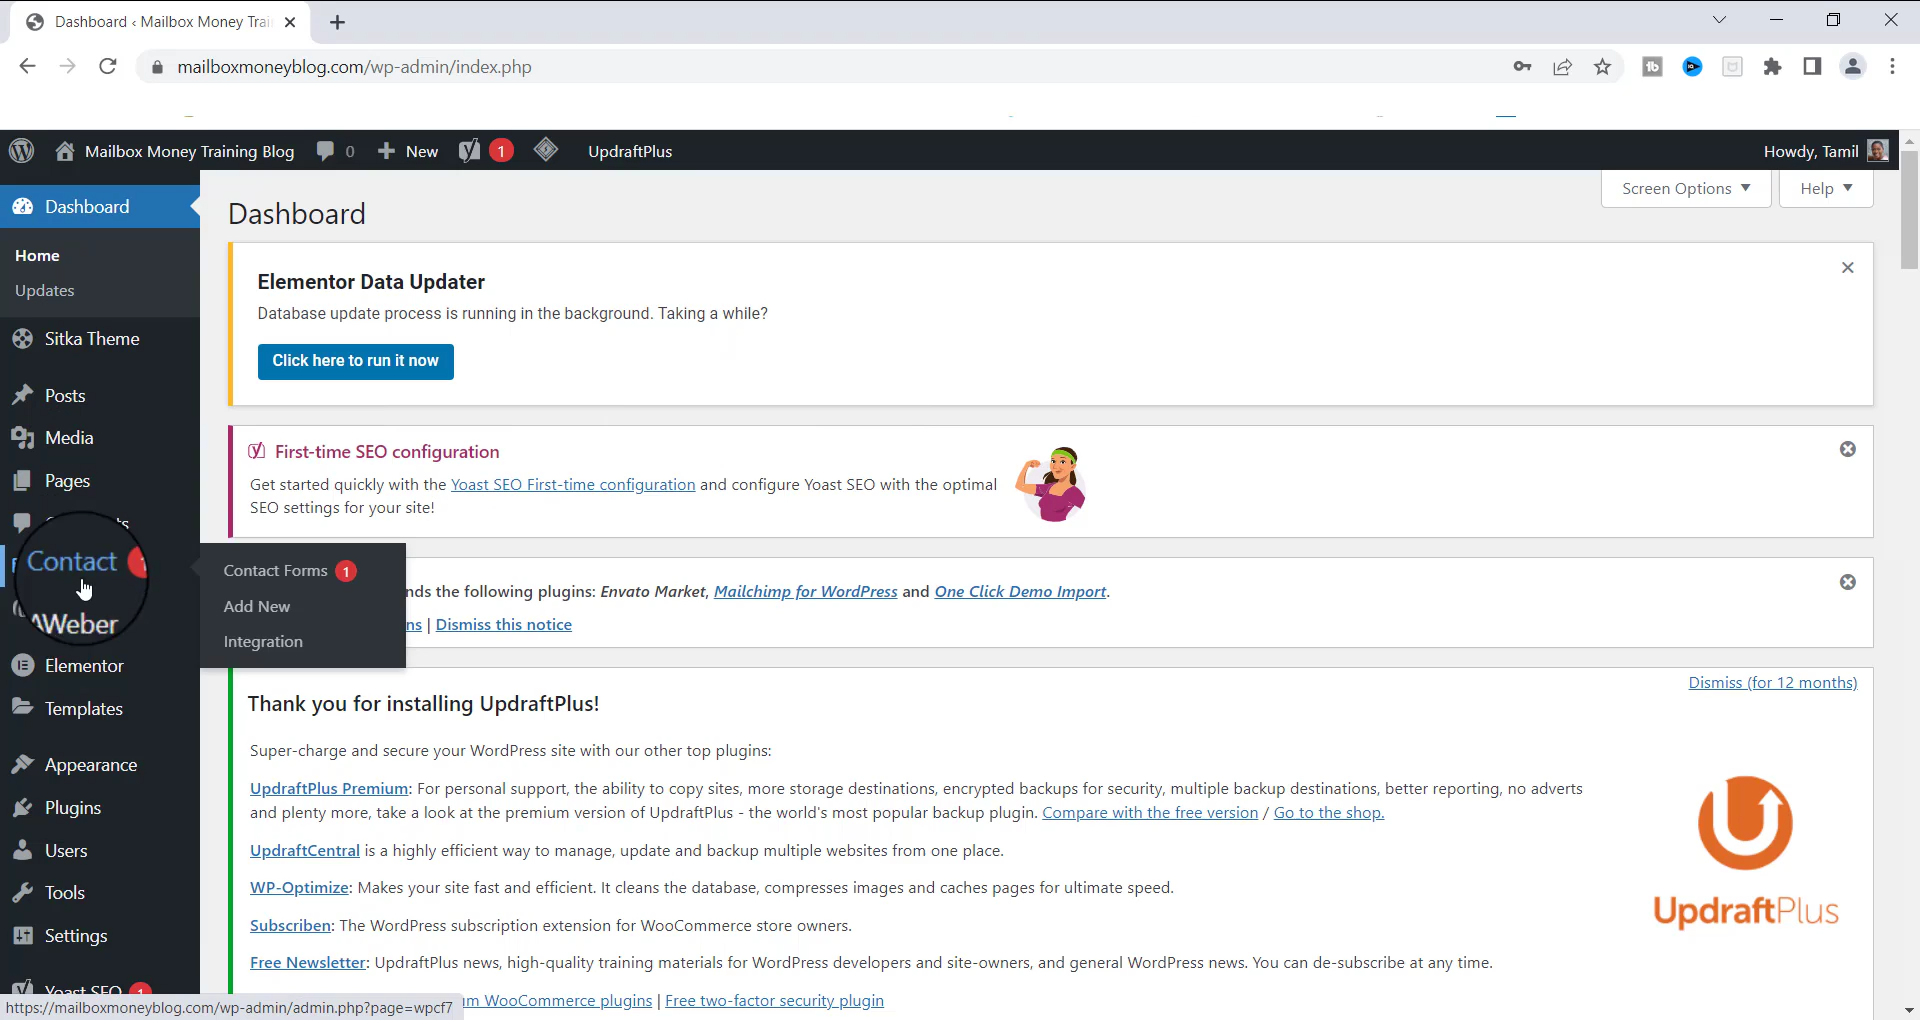 Dashboard ‹ Mailbox Money Trai
mailboxmoneyblog.com/wp-admin/index.php
Mailbox Money Training Blog 0 New 1 UpdraftPlus Howdy, Tamil
Screen Options Help
Dashboard
Home
Updates
Sitka Theme
Posts
Media
Pages
Contact 1
AWeber
Elementor
Templates
Appearance
Plugins
Users
Tools
Settings
Yoast SEO 1
Contact Forms 1
Add New
Integration
Dashboard
Elementor Data Updater
Database update process is running in the background. Taking a while?
Click here to run it now
First-time SEO configuration
Get started quickly with the Yoast SEO First-time configuration and configure Yoast SEO with the optimal
SEO settings for your site!
nds the following plugins: Envato Market, Mailchimp for WordPress and One Click Demo Import.
ns | Dismiss this notice
Dismiss (for 12 months)
Thank you for installing UpdraftPlus!
Super-charge and secure your WordPress site with our other top plugins:
UpdraftPlus Premium: For personal support, the ability to copy sites, more storage destinations, encrypted backups for security, multiple backup destinations, better reporting, no adverts
and plenty more, take a look at the premium version of UpdraftPlus - the world's most popular backup plugin. Compare with the free version / Go to the shop.
UpdraftCentral is a highly efficient way to manage, update and backup multiple websites from one place.
WP-Optimize: Makes your site fast and efficient. It cleans the database, compresses images and caches pages for ultimate speed.
Subscriben: The WordPress subscription extension for WooCommerce store owners.
Free Newsletter: UpdraftPlus news, high-quality training materials for WordPress developers and site-owners, and general WordPress news. You can de-subscribe at any time.
um WooCommerce plugins | Free two-factor security plugin
UpdraftPlus
https://mailboxmoneyblog.com/wp-admin/admin.php?page=wpcf7